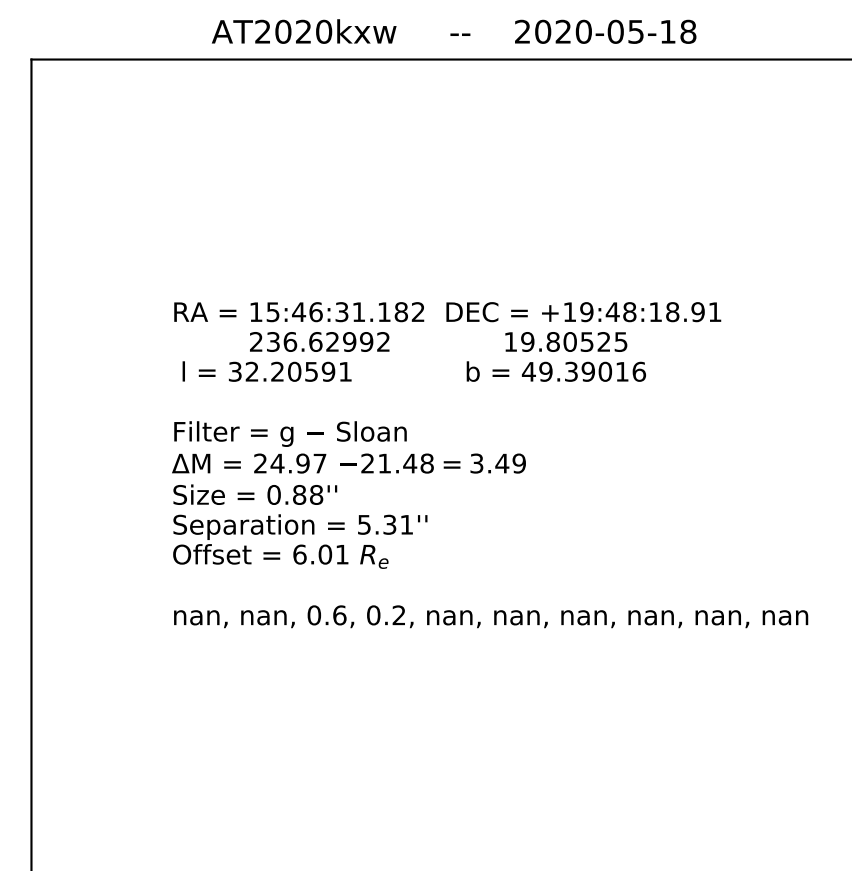 AT2020kxw -- 2020-05-18
RA = 15:46:31.182 DEC = +19:48:18.91
236.62992 19.80525
l = 32.20591 b = 49.39016
Filter = g − Sloan
ΔM = 24.97 −21.48 = 3.49
Size = 0.88''
Separation = 5.31''
Offset = 6.01 Re
nan, nan, 0.6, 0.2, nan, nan, nan, nan, nan, nan